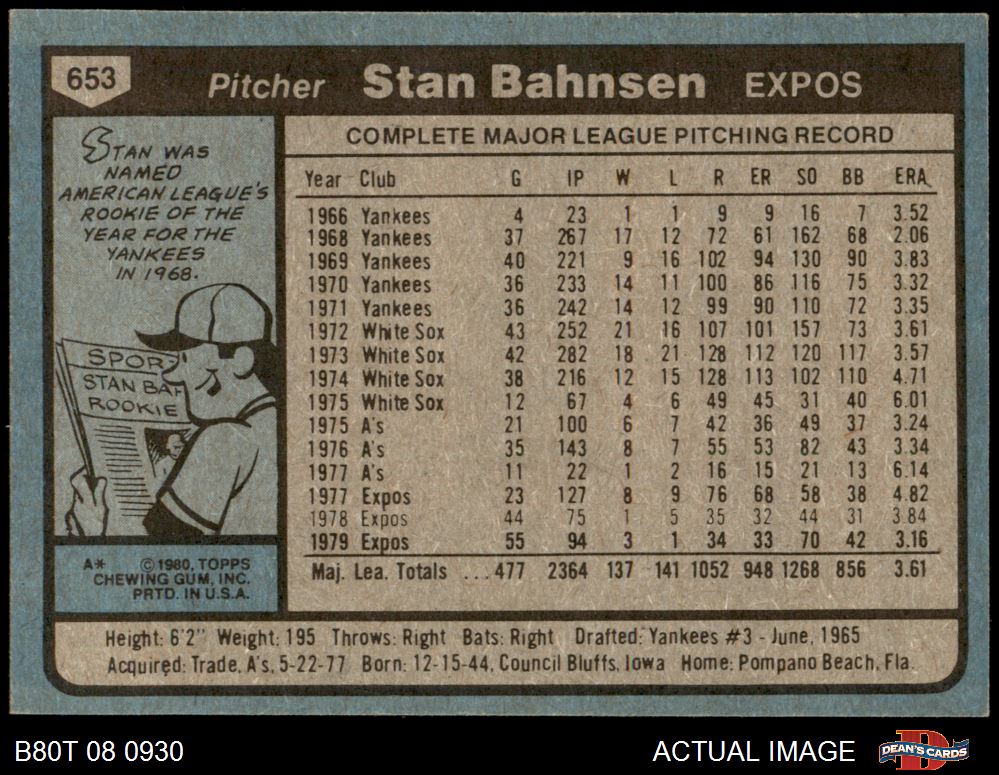 653 Pitcher Stan Bahnsen EXPOS
STAN WAS
NAMED
AMERICAN LEAGUE'S
ROOKIE OF THE
YEAR FOR THE
YANKEES
IN 1968.
SPORT
STAN BAH
ROOKIE
A* © 1980, TOPPS
CHEWING GUM, INC.
PRTD. IN U.S.A.
COMPLETE MAJOR LEAGUE PITCHING RECORD
Year Club G IP W L R ER SO BB ERA
1966 Yankees 4 23 1 1 9 9 16 7 3.52
1968 Yankees 37 267 17 12 72 61 162 68 2.06
1969 Yankees 40 221 9 16 102 94 130 90 3.83
1970 Yankees 36 233 14 11 100 86 116 75 3.32
1971 Yankees 36 242 14 12 99 90 110 72 3.35
1972 White Sox 43 252 21 16 107 101 157 73 3.61
1973 White Sox 42 282 18 21 128 112 120 117 3.57
1974 White Sox 38 216 12 15 128 113 102 110 4.71
1975 White Sox 12 67 4 6 49 45 31 40 6.01
1975 A's 21 100 6 7 42 36 49 37 3.24
1976 A's 35 143 8 7 55 53 82 43 3.34
1977 A's 11 22 1 2 16 15 21 13 6.14
1977 Expos 23 127 8 9 76 68 58 38 4.82
1978 Expos 44 75 1 5 35 32 44 31 3.84
1979 Expos 55 94 3 1 34 33 70 42 3.16
Maj. Lea. Totals ...477 2364 137 141 1052 948 1268 856 3.61
Height: 6'2" Weight: 195 Throws: Right Bats: Right Drafted: Yankees #3 - June, 1965
Acquired: Trade, A's, 5-22-77 Born: 12-15-44, Council Bluffs, Iowa Home: Pompano Beach, Fla.
B80T 08 0930 ACTUAL IMAGE D DEAN'S CARDS